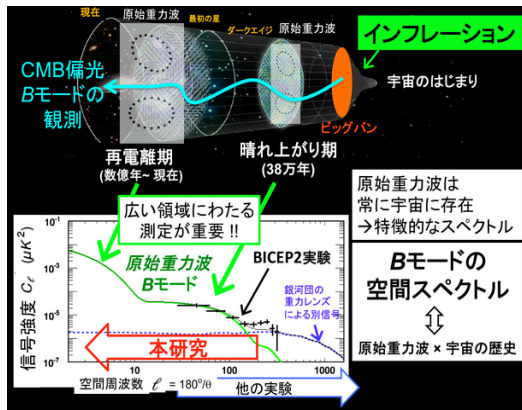 現在
原始重力波
最初の星
ダークエイジ
原始重力波
インフレーション
CMB偏光
Bモードの
観測
宇宙のはじまり
ビッグバン
再電離期
(数億年~ 現在)
晴れ上がり期
(38万年)
広い領域にわたる
測定が重要 !!
原始重力波は
常に宇宙に存在
→特徴的なスペクトル
信号強度 Cℓ (μK²)
10⁻¹
10⁻³
10⁻⁵
10⁻⁷
原始重力波
Bモード
BICEP2実験
銀河団の
重力レンズ
による別信号
本研究
10
100
1000
空間周波数 ℓ = 180°/θ
他の実験
Bモードの
空間スペクトル
⇕
原始重力波 × 宇宙の歴史